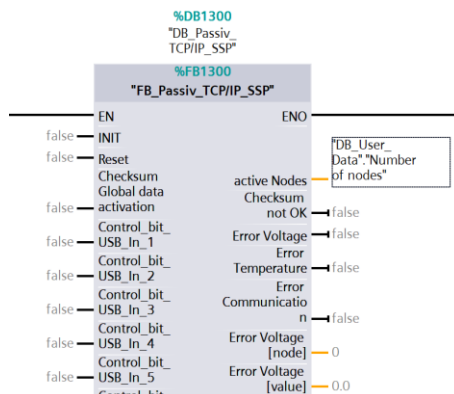 %DB1300
"DB_Passiv_
TCP/IP_SSP"
%FB1300
"FB_Passiv_TCP/IP_SSP"
EN ENO
false INIT
false Reset
"DB_User_
Data"."Number
of nodes"
Checksum
Global data
false activation
active Nodes
Checksum
not OK false
Control_bit_
false USB_In_1
Error Voltage false
Control_bit_
false USB_In_2
Error
Temperature false
Control_bit_
false USB_In_3
Error
Communicatio
n false
Control_bit_
false USB_In_4
Error Voltage
[node] 0
Control_bit_
false USB_In_5
Error Voltage
[value] 0.0